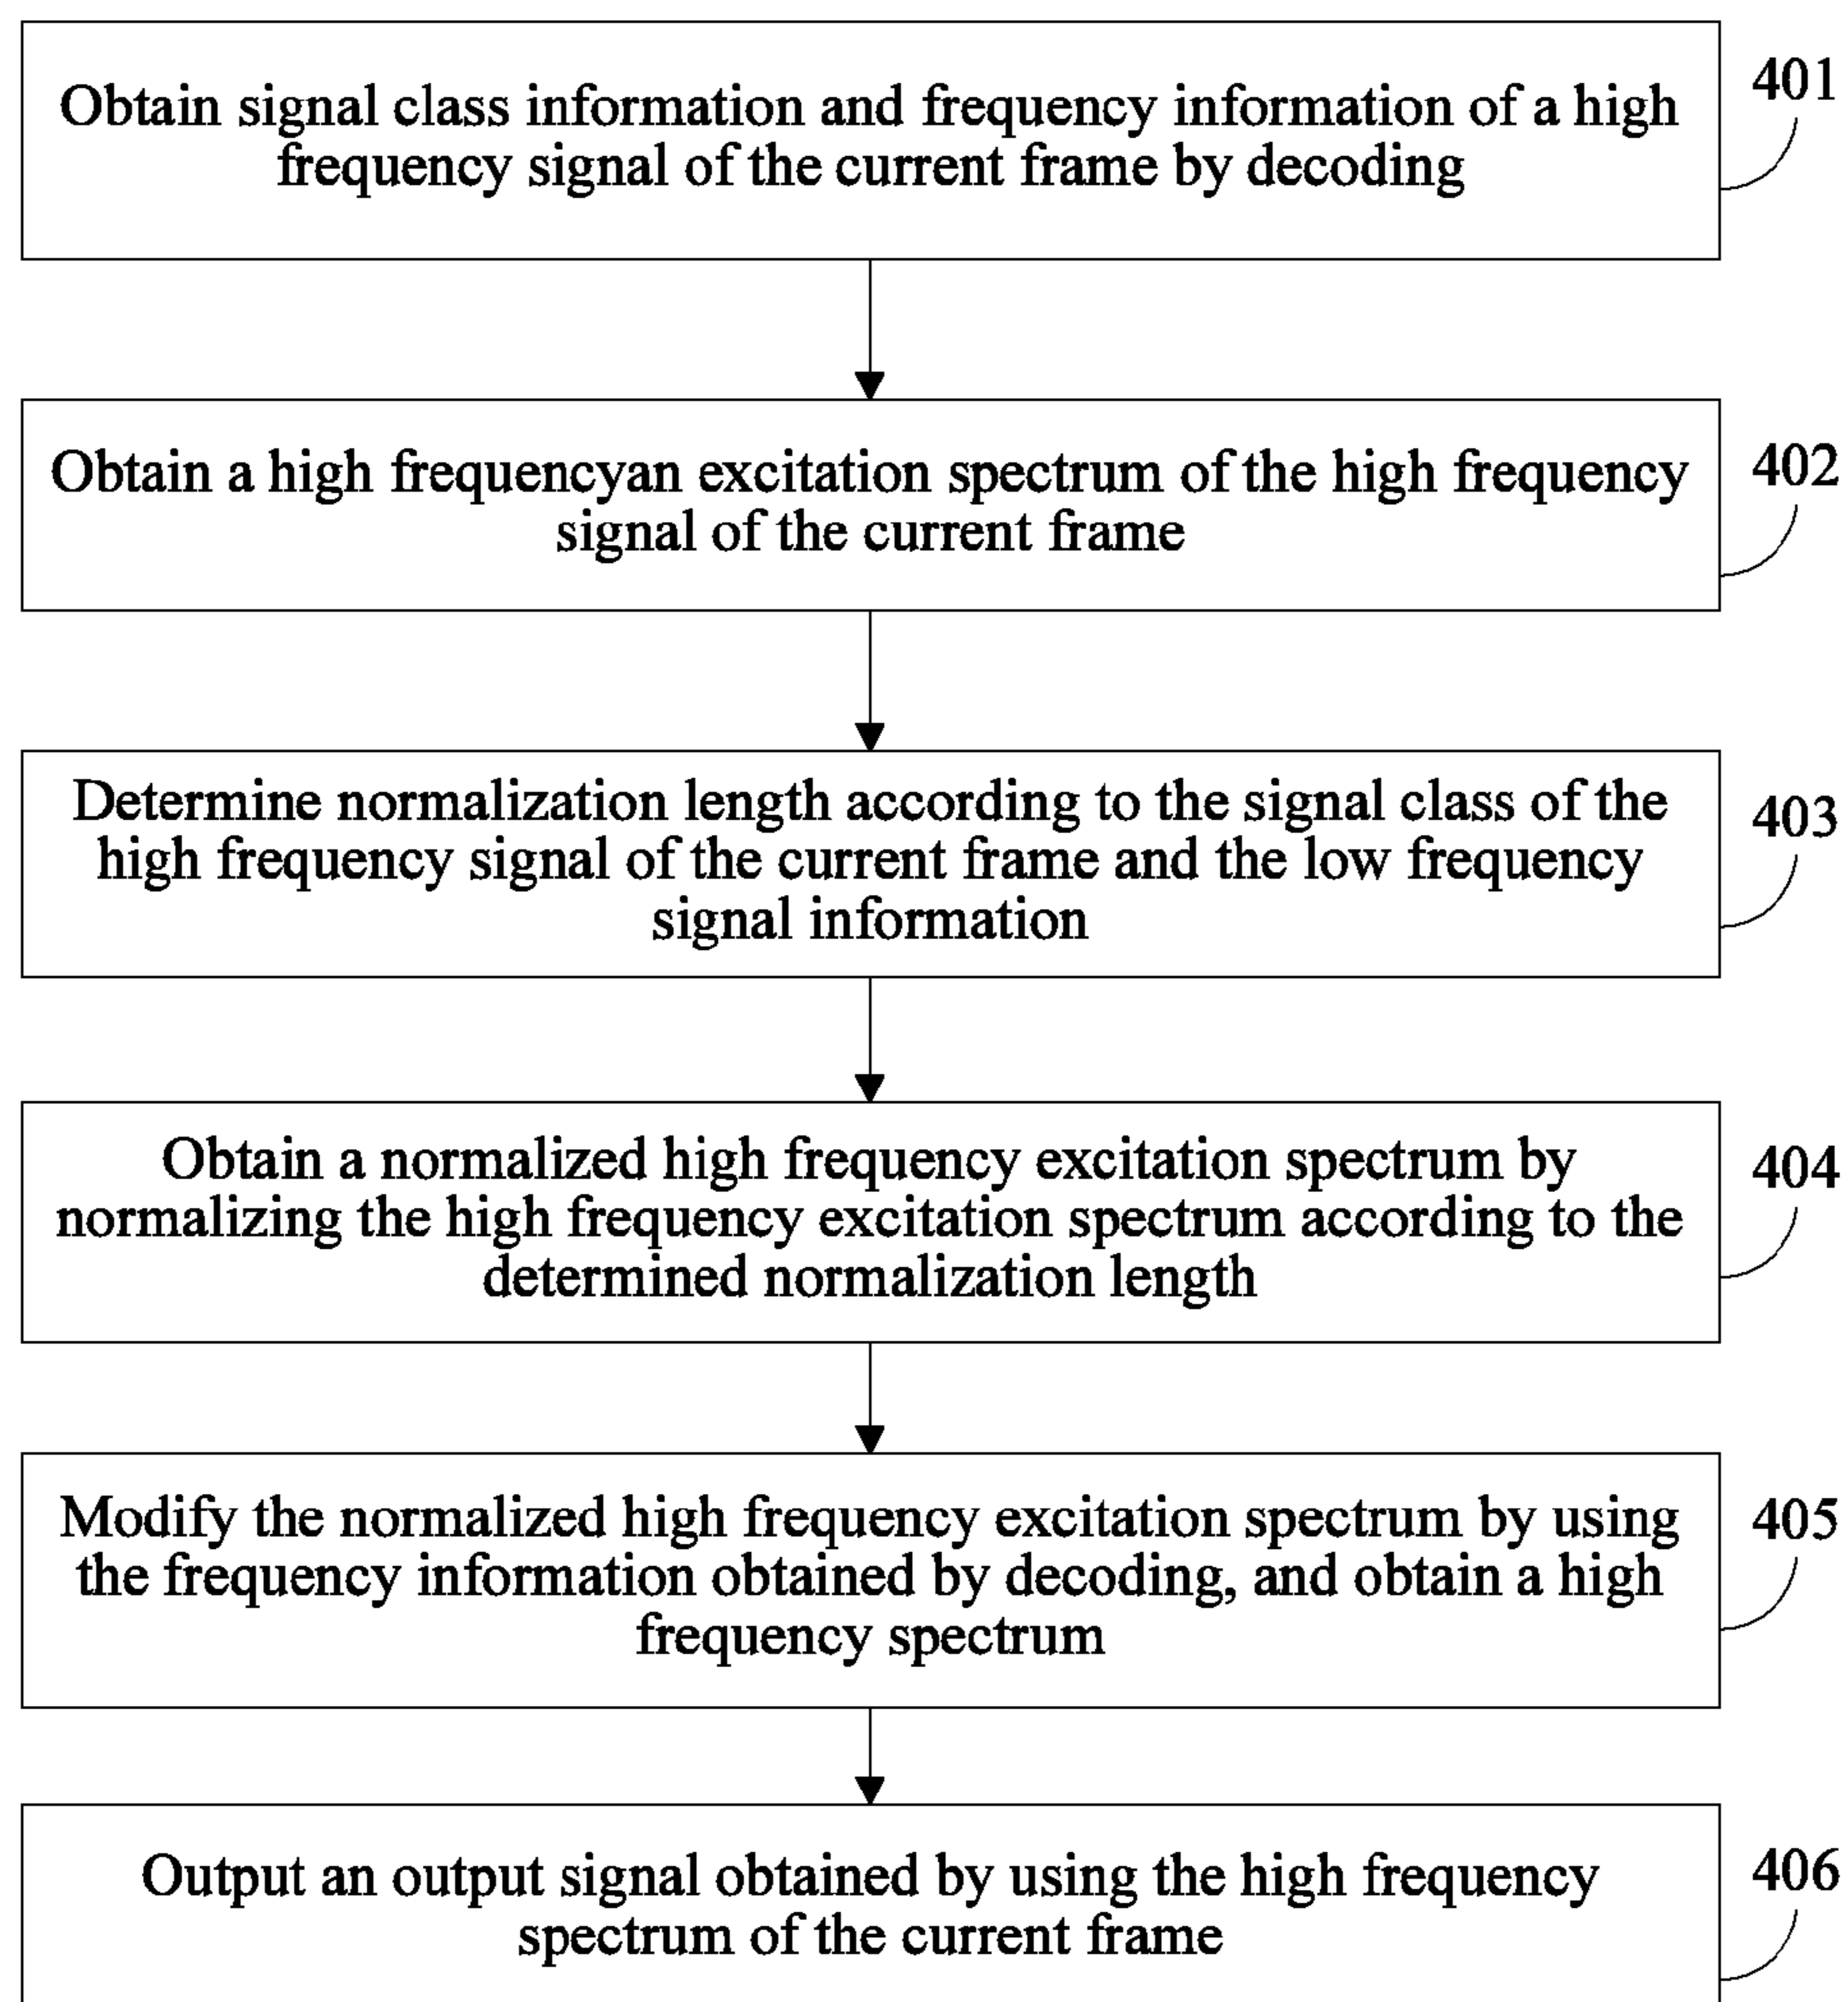 Obtain signal class information and frequency information of a high
frequency signal of the current frame by decoding
401
Obtain a high frequencyan excitation spectrum of the high frequency
signal of the current frame
402
Determine normalization length according to the signal class of the
high frequency signal of the current frame and the low frequency
signal information
403
Obtain a normalized high frequency excitation spectrum by
normalizing the high frequency excitation spectrum according to the
determined normalization length
404
Modify the normalized high frequency excitation spectrum by using
the frequency information obtained by decoding, and obtain a high
frequency spectrum
405
Output an output signal obtained by using the high frequency
spectrum of the current frame
406